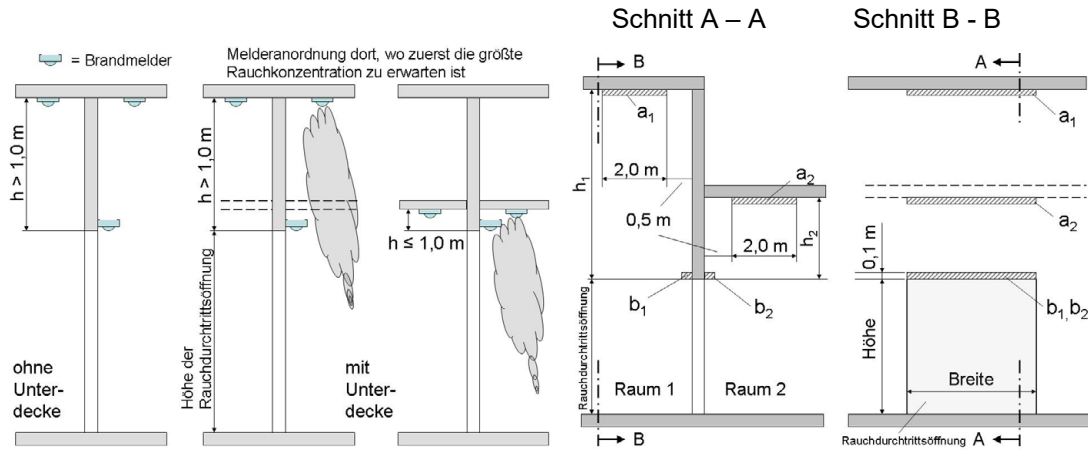 Schnitt A – A
Schnitt B - B
= Brandmelder
Melderanordnung dort, wo zuerst die größte
Rauchkonzentration zu erwarten ist
h > 1,0 m
h > 1,0 m
h ≤ 1,0 m
Höhe der
Rauchdurchtrittsöffnung
ohne
Unter-
decke
mit
Unter-
decke
B
a1
h1
2,0 m
a2
0,5 m
2,0 m
h2
b1
b2
Rauchdurchtrittsöffnung
Raum 1
Raum 2
B
A
a1
a2
0,1 m
b1,b2
Höhe
Breite
Rauchdurchtrittsöffnung
A